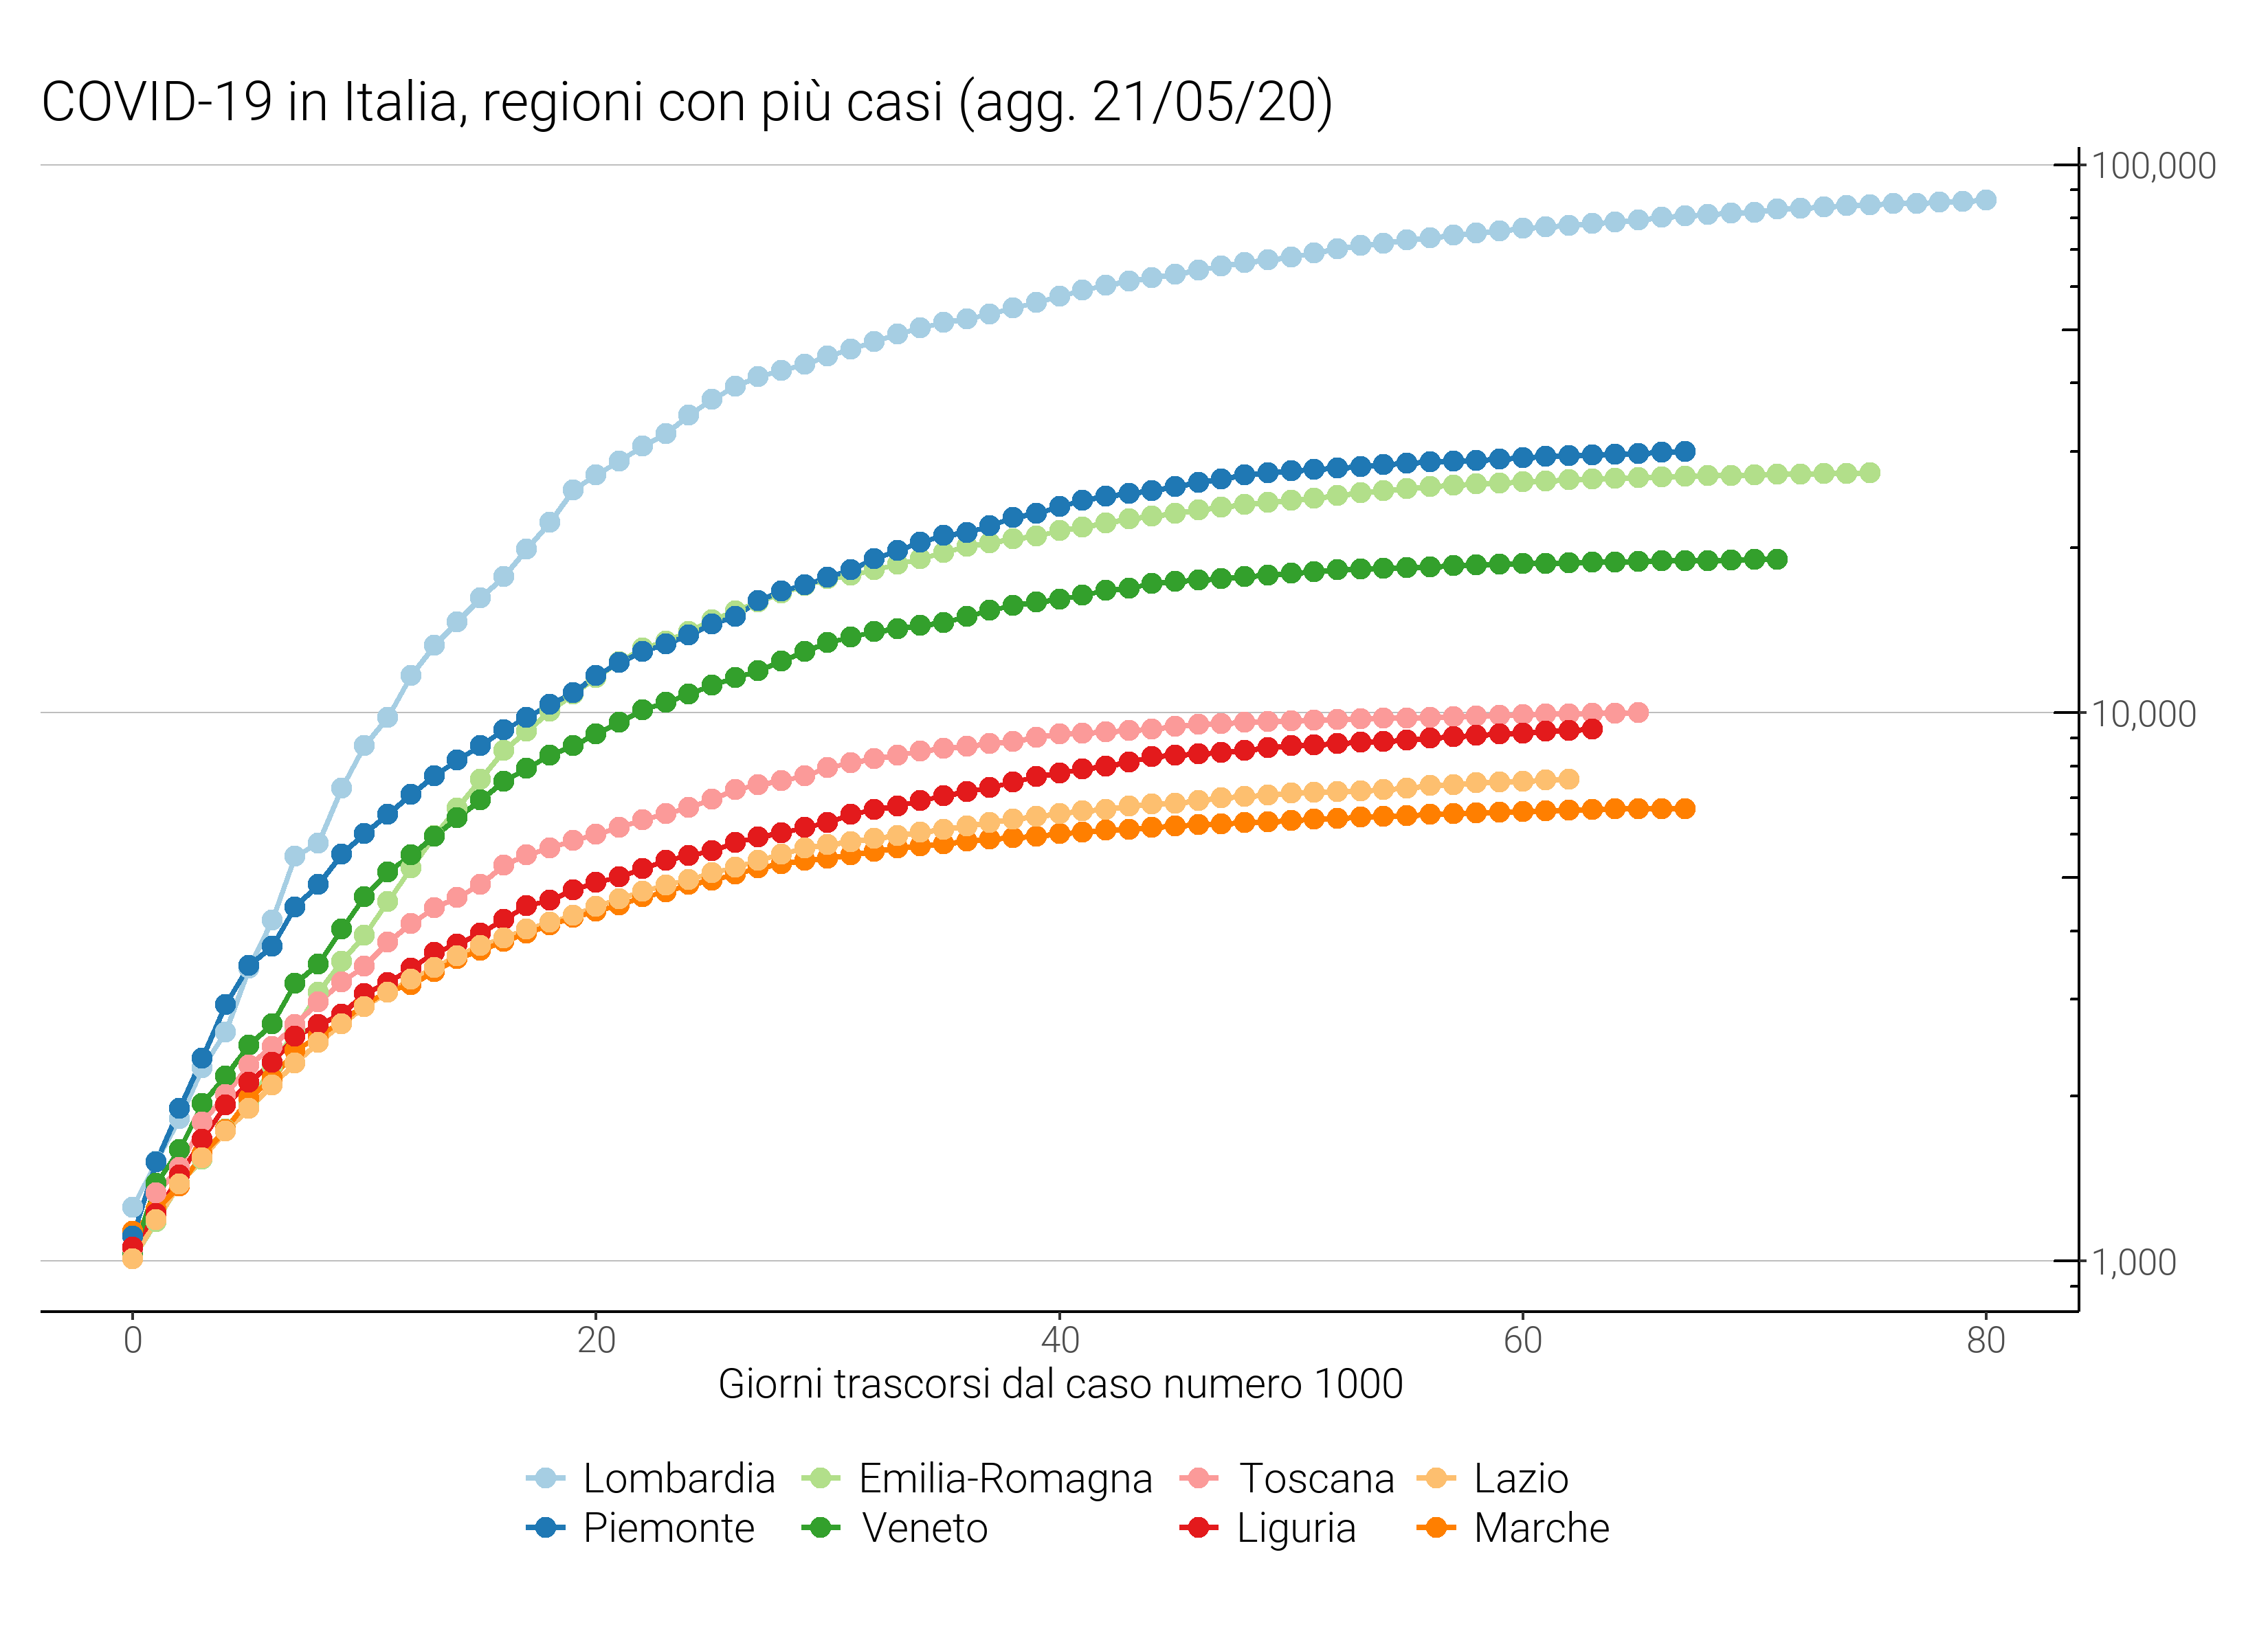 COVID-19 in Italia, regioni con più casi (agg. 21/05/20)
100,000
10,000
1,000
0 20 40 60 80
Giorni trascorsi dal caso numero 1000
Lombardia Emilia-Romagna Toscana Lazio
Piemonte Veneto Liguria Marche